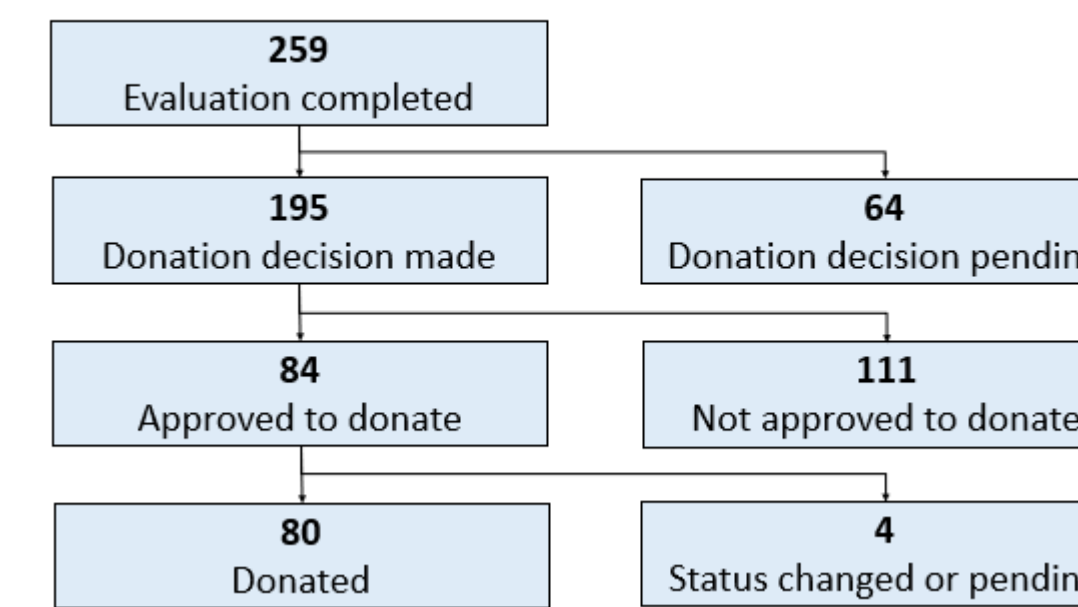 259
Evaluation completed
195
Donation decision made
64
Donation decision pendin
84
Approved to donate
111
Not approved to donate
80
Donated
4
Status changed or pendin